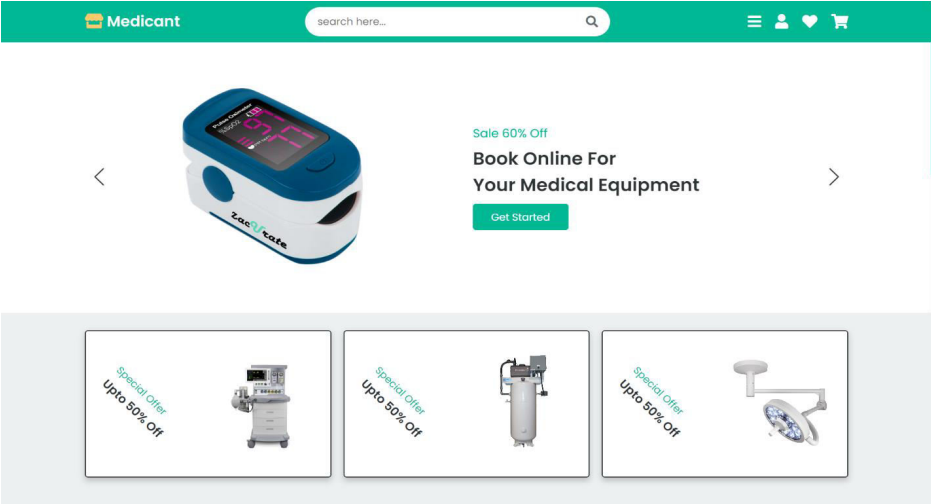 Medicant
search here...
Pulse Oximeter
%SpO2
Zacurate
Sale 60% Off
Book Online For
Your Medical Equipment
Get Started
Special Offer
Upto 50% Off
Special Offer
Upto 50% Off
Special Offer
Upto 50% Off